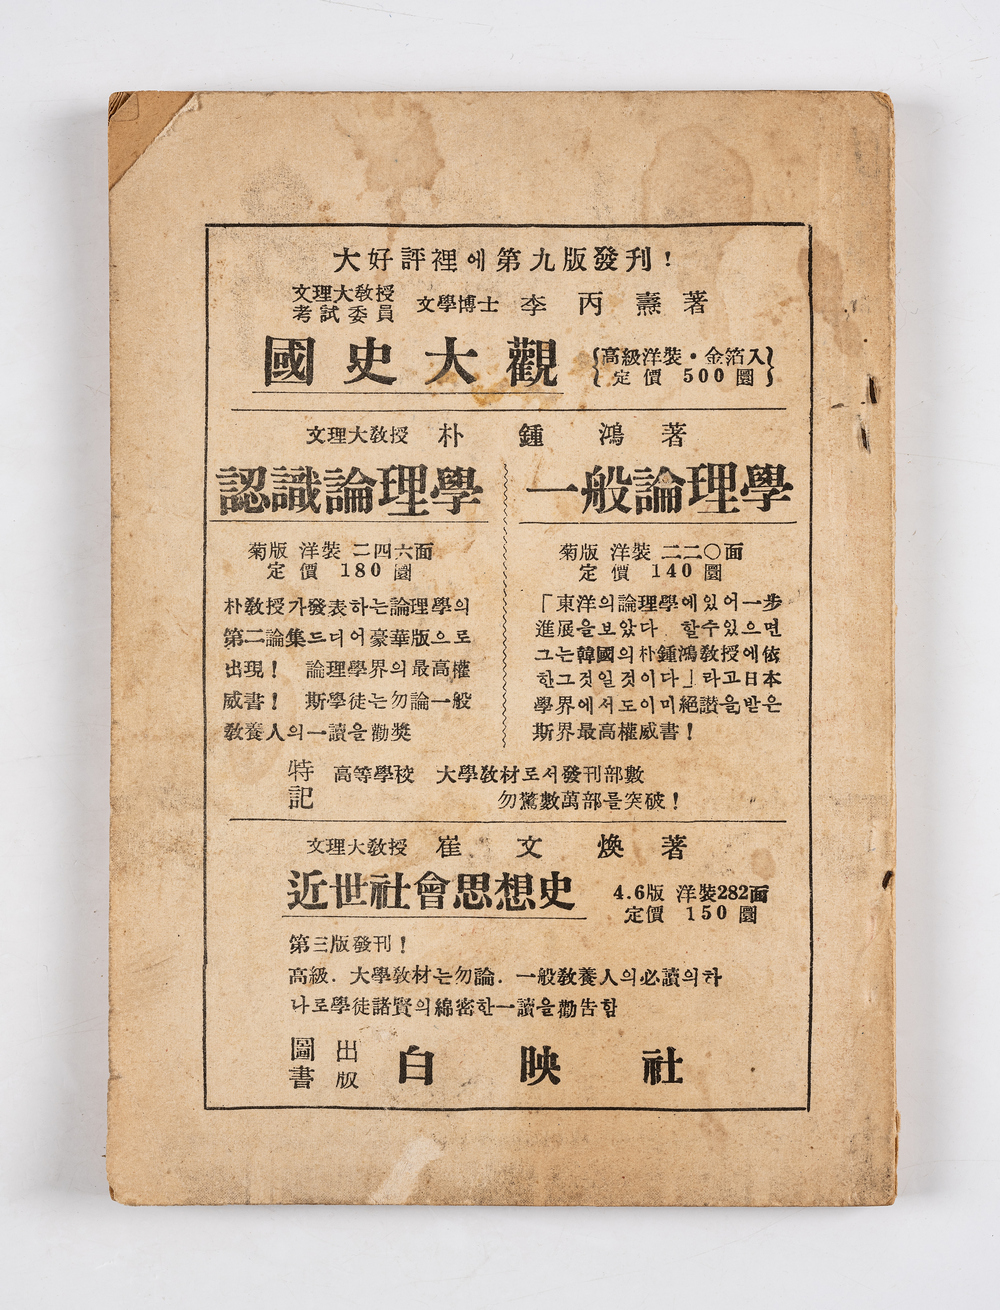 大好評裡에第九版發刊！
文理大教授
考試委員
文學博士 李丙燾著
國史大觀
高級洋裝・金箔入
定價 500圜
文理大敎授 朴鍾鴻著
認識論理學
菊版 洋裝 二四六面
定價 180圜
朴敎授가發表하는論理學의
第二論集드디어豪華版으로
出現！ 論理學界의最高權
威書！ 斯學徒는勿論一般
敎養人의一讀을勸奬
一般論理學
菊版 洋裝 二二〇面
定價 140圜
「東洋의論理學에있어一步
進展을보았다 할수있으면
그는韓國의朴鍾鴻敎授에依
한그것일것이다」라고日本
學界에서도이미絕讃을받은
斯界最高權威書！
特記 高等學校 大學敎材로서發刊部數
勿驚數萬部를突破！
文理大敎授 崔文煥著
近世社會思想史
4.6版 洋裝282面
定價 150圜
第三版發刊！
高級．大學敎材는勿論．一般敎養人의必讀의하
나로學徒諸賢의綿密한一讀을勸告함
圖書出版 白映社